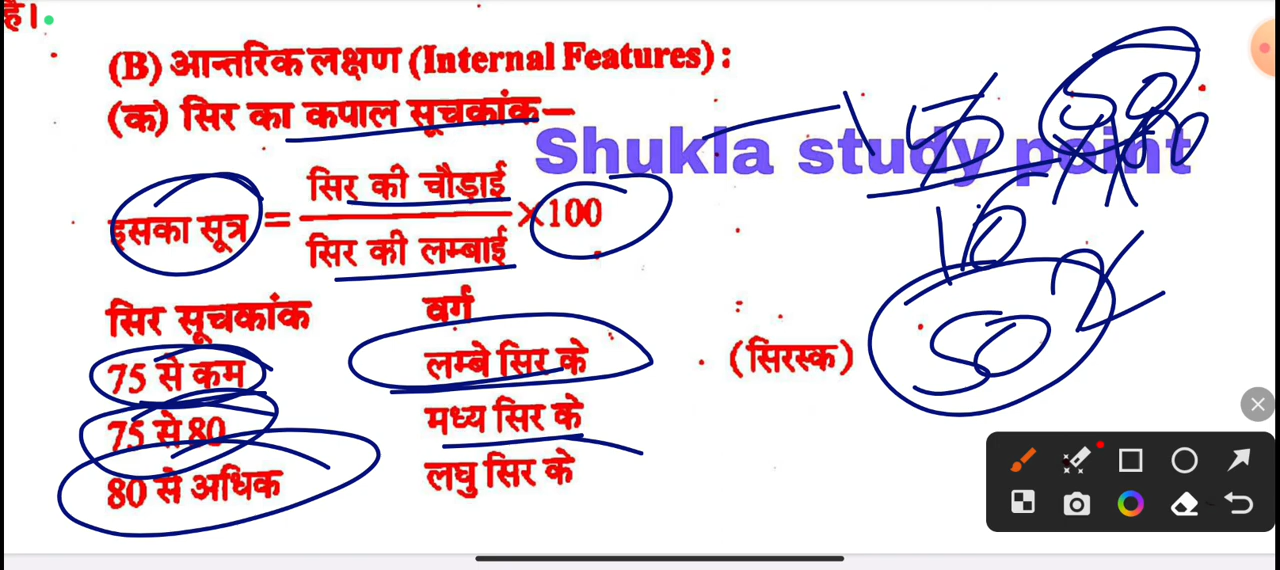 है।
(B) आन्तरिक लक्षण (Internal Features) :
(क) सिर का कपाल सूचकांक—
Shukla study point
इसका सूत्र = सिर की चौड़ाई / सिर की लम्बाई × 100
सिर सूचकांक वर्ग
75 से कम लम्बे सिर के (सिरस्क)
75 से 80 मध्य सिर के
80 से अधिक लघु सिर के